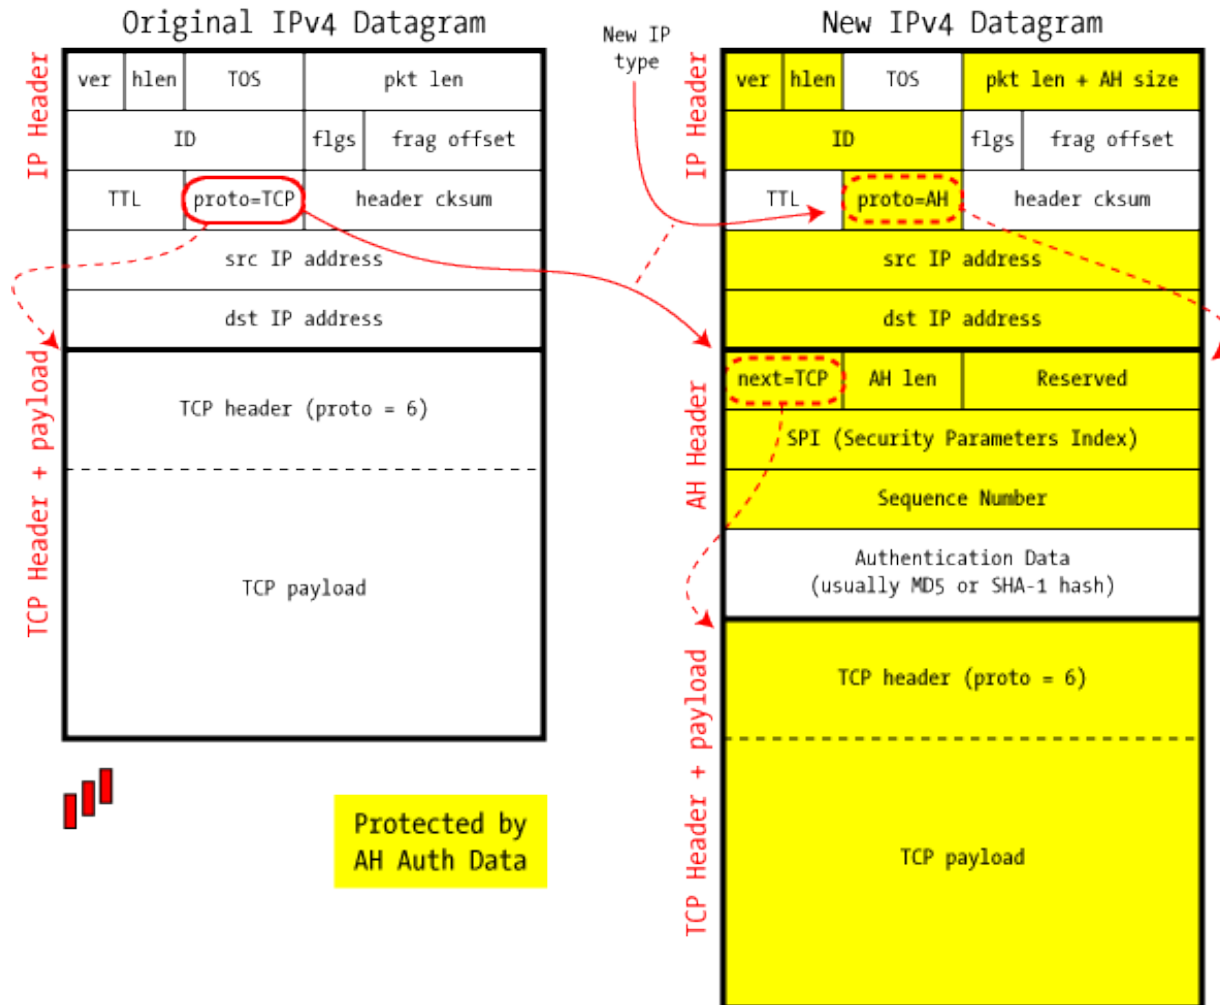 Original IPv4 Datagram
IP Header
ver hlen TOS pkt len
ID flgs frag offset
TTL proto=TCP header cksum
src IP address
dst IP address
TCP Header + payload
TCP header (proto = 6)
TCP payload
Protected by
AH Auth Data
New IP
type
New IPv4 Datagram
IP Header
ver hlen TOS pkt len + AH size
ID flgs frag offset
TTL proto=AH header cksum
src IP address
dst IP address
AH Header
next=TCP AH len Reserved
SPI (Security Parameters Index)
Sequence Number
Authentication Data
(usually MD5 or SHA-1 hash)
TCP Header + payload
TCP header (proto = 6)
TCP payload